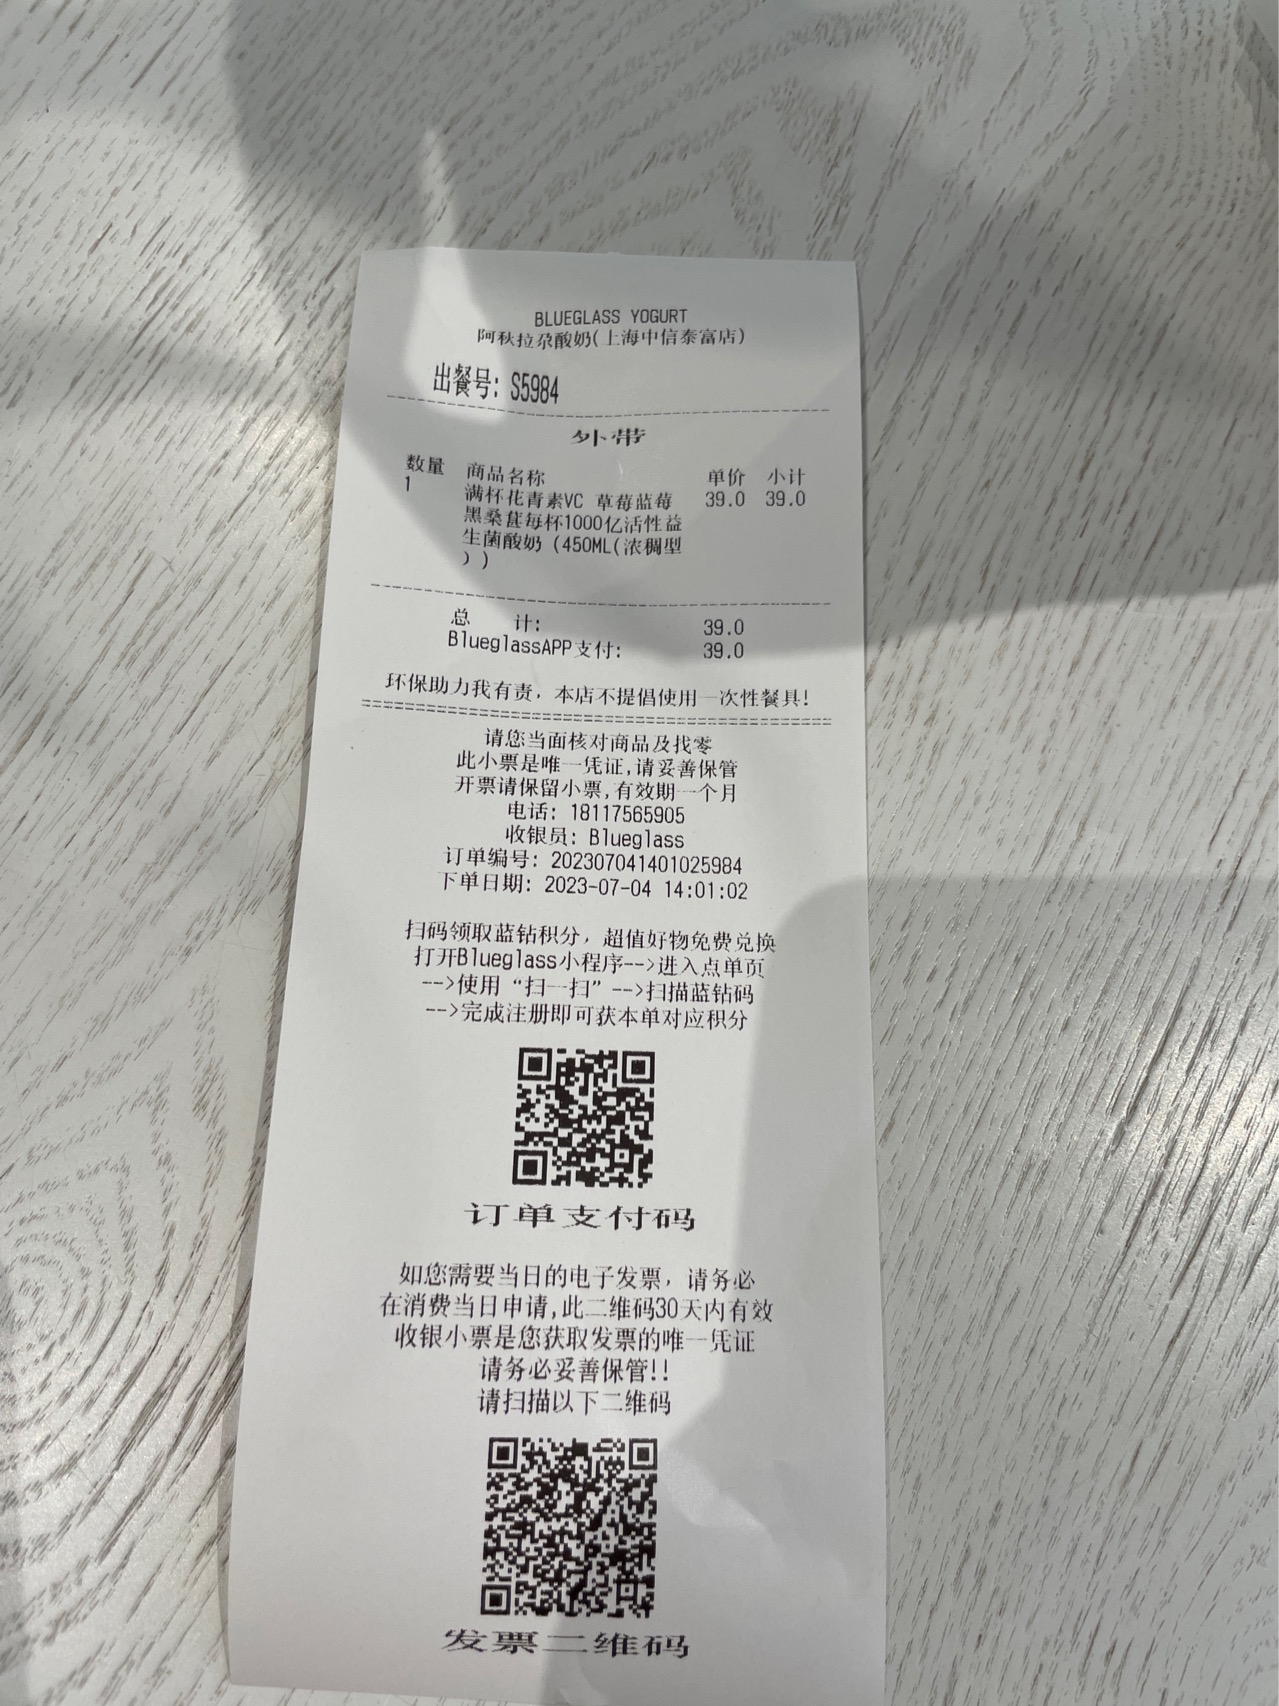 BLUEGLASS YOGURT
阿秋拉尕酸奶(上海中信泰富店)
出餐号: S5984
外带
数量 商品名称 单价 小计
1 满杯花青素VC 草莓蓝莓 39.0 39.0
黑桑葚每杯1000亿活性益
生菌酸奶 (450ML(浓稠型
))
总 计: 39.0
BlueglassAPP支付: 39.0
环保助力我有责, 本店不提倡使用一次性餐具!
请您当面核对商品及找零
此小票是唯一凭证,请妥善保管
开票请保留小票,有效期一个月
电话: 18117565905
收银员: Blueglass
订单编号: 202307041401025984
下单日期: 2023-07-04 14:01:02
扫码领取蓝钻积分, 超值好物免费兑换
打开Blueglass小程序-->进入点单页
-->使用“扫一扫”-->扫描蓝钻码
-->完成注册即可获本单对应积分
订单支付码
如您需要当日的电子发票, 请务必
在消费当日申请,此二维码30天内有效
收银小票是您获取发票的唯一凭证
请务必妥善保管!!
请扫描以下二维码
发票二维码